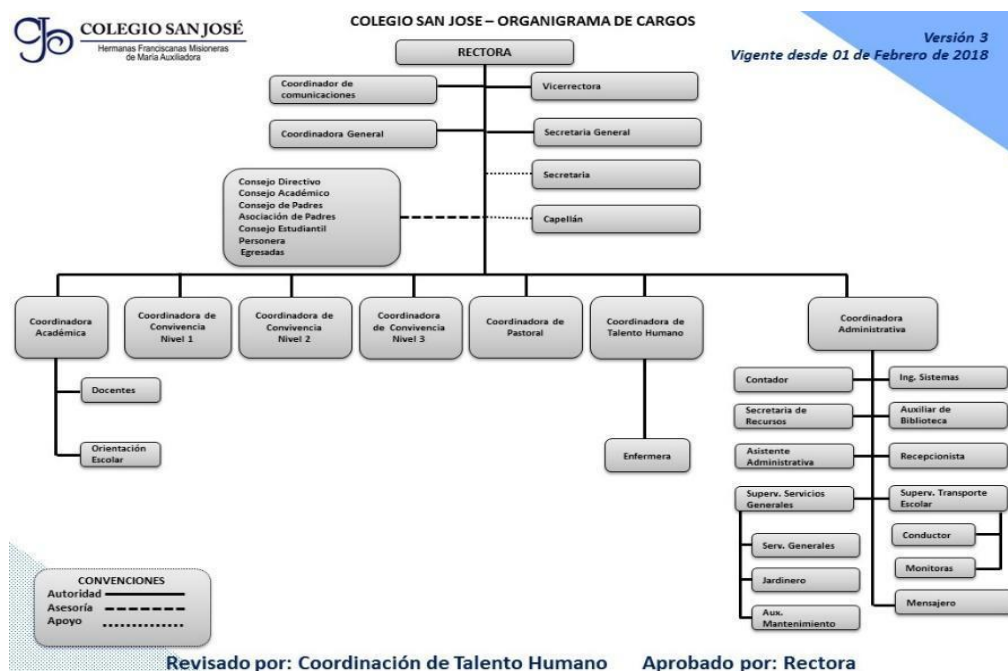 COLEGIO SAN JOSÉ
Hermanas Franciscanas Misioneras
de María Auxiliadora
COLEGIO SAN JOSE – ORGANIGRAMA DE CARGOS
Versión 3
Vigente desde 01 de Febrero de 2018
RECTORA
Coordinador de
comunicaciones
Vicerrectora
Coordinadora General
Secretaria General
Secretaria
Consejo Directivo
Consejo Académico
Consejo de Padres
Asociación de Padres
Consejo Estudiantil
Personera
Egresadas
Capellán
Coordinadora
Académica
Coordinadora de
Convivencia
Nivel 1
Coordinadora de
Convivencia
Nivel 2
Coordinadora
de Convivencia
Nivel 3
Coordinadora de
Pastoral
Coordinadora de
Talento Humano
Coordinadora
Administrativa
Docentes
Orientación
Escolar
Enfermera
Contador
Ing. Sistemas
Secretaria de
Recursos
Auxiliar de
Biblioteca
Asistente
Administrativa
Recepcionista
Superv. Servicios
Generales
Superv. Transporte
Escolar
Serv. Generales
Jardinero
Aux.
Mantenimiento
Conductor
Monitoras
Mensajero
CONVENCIONES
Autoridad
Asesoría
Apoyo
Revisado por: Coordinación de Talento Humano Aprobado por: Rectora